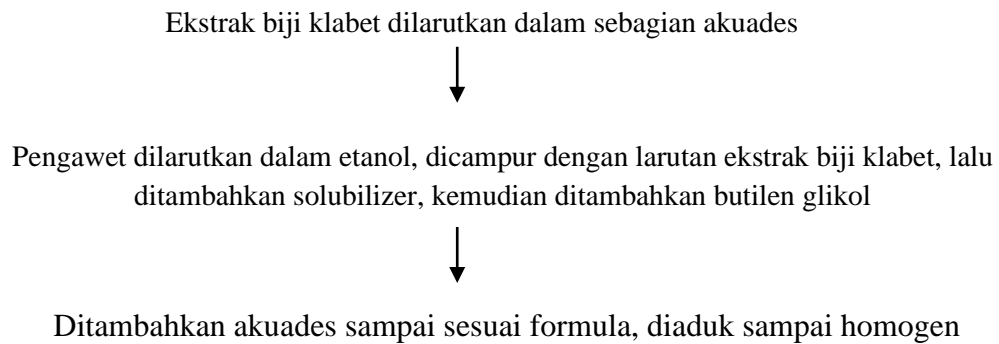 Ekstrak biji klabet dilarutkan dalam sebagian akuades
Pengawet dilarutkan dalam etanol, dicampur dengan larutan ekstrak biji klabet, lalu
ditambahkan solubilizer, kemudian ditambahkan butilen glikol
Ditambahkan akuades sampai sesuai formula, diaduk sampai homogen